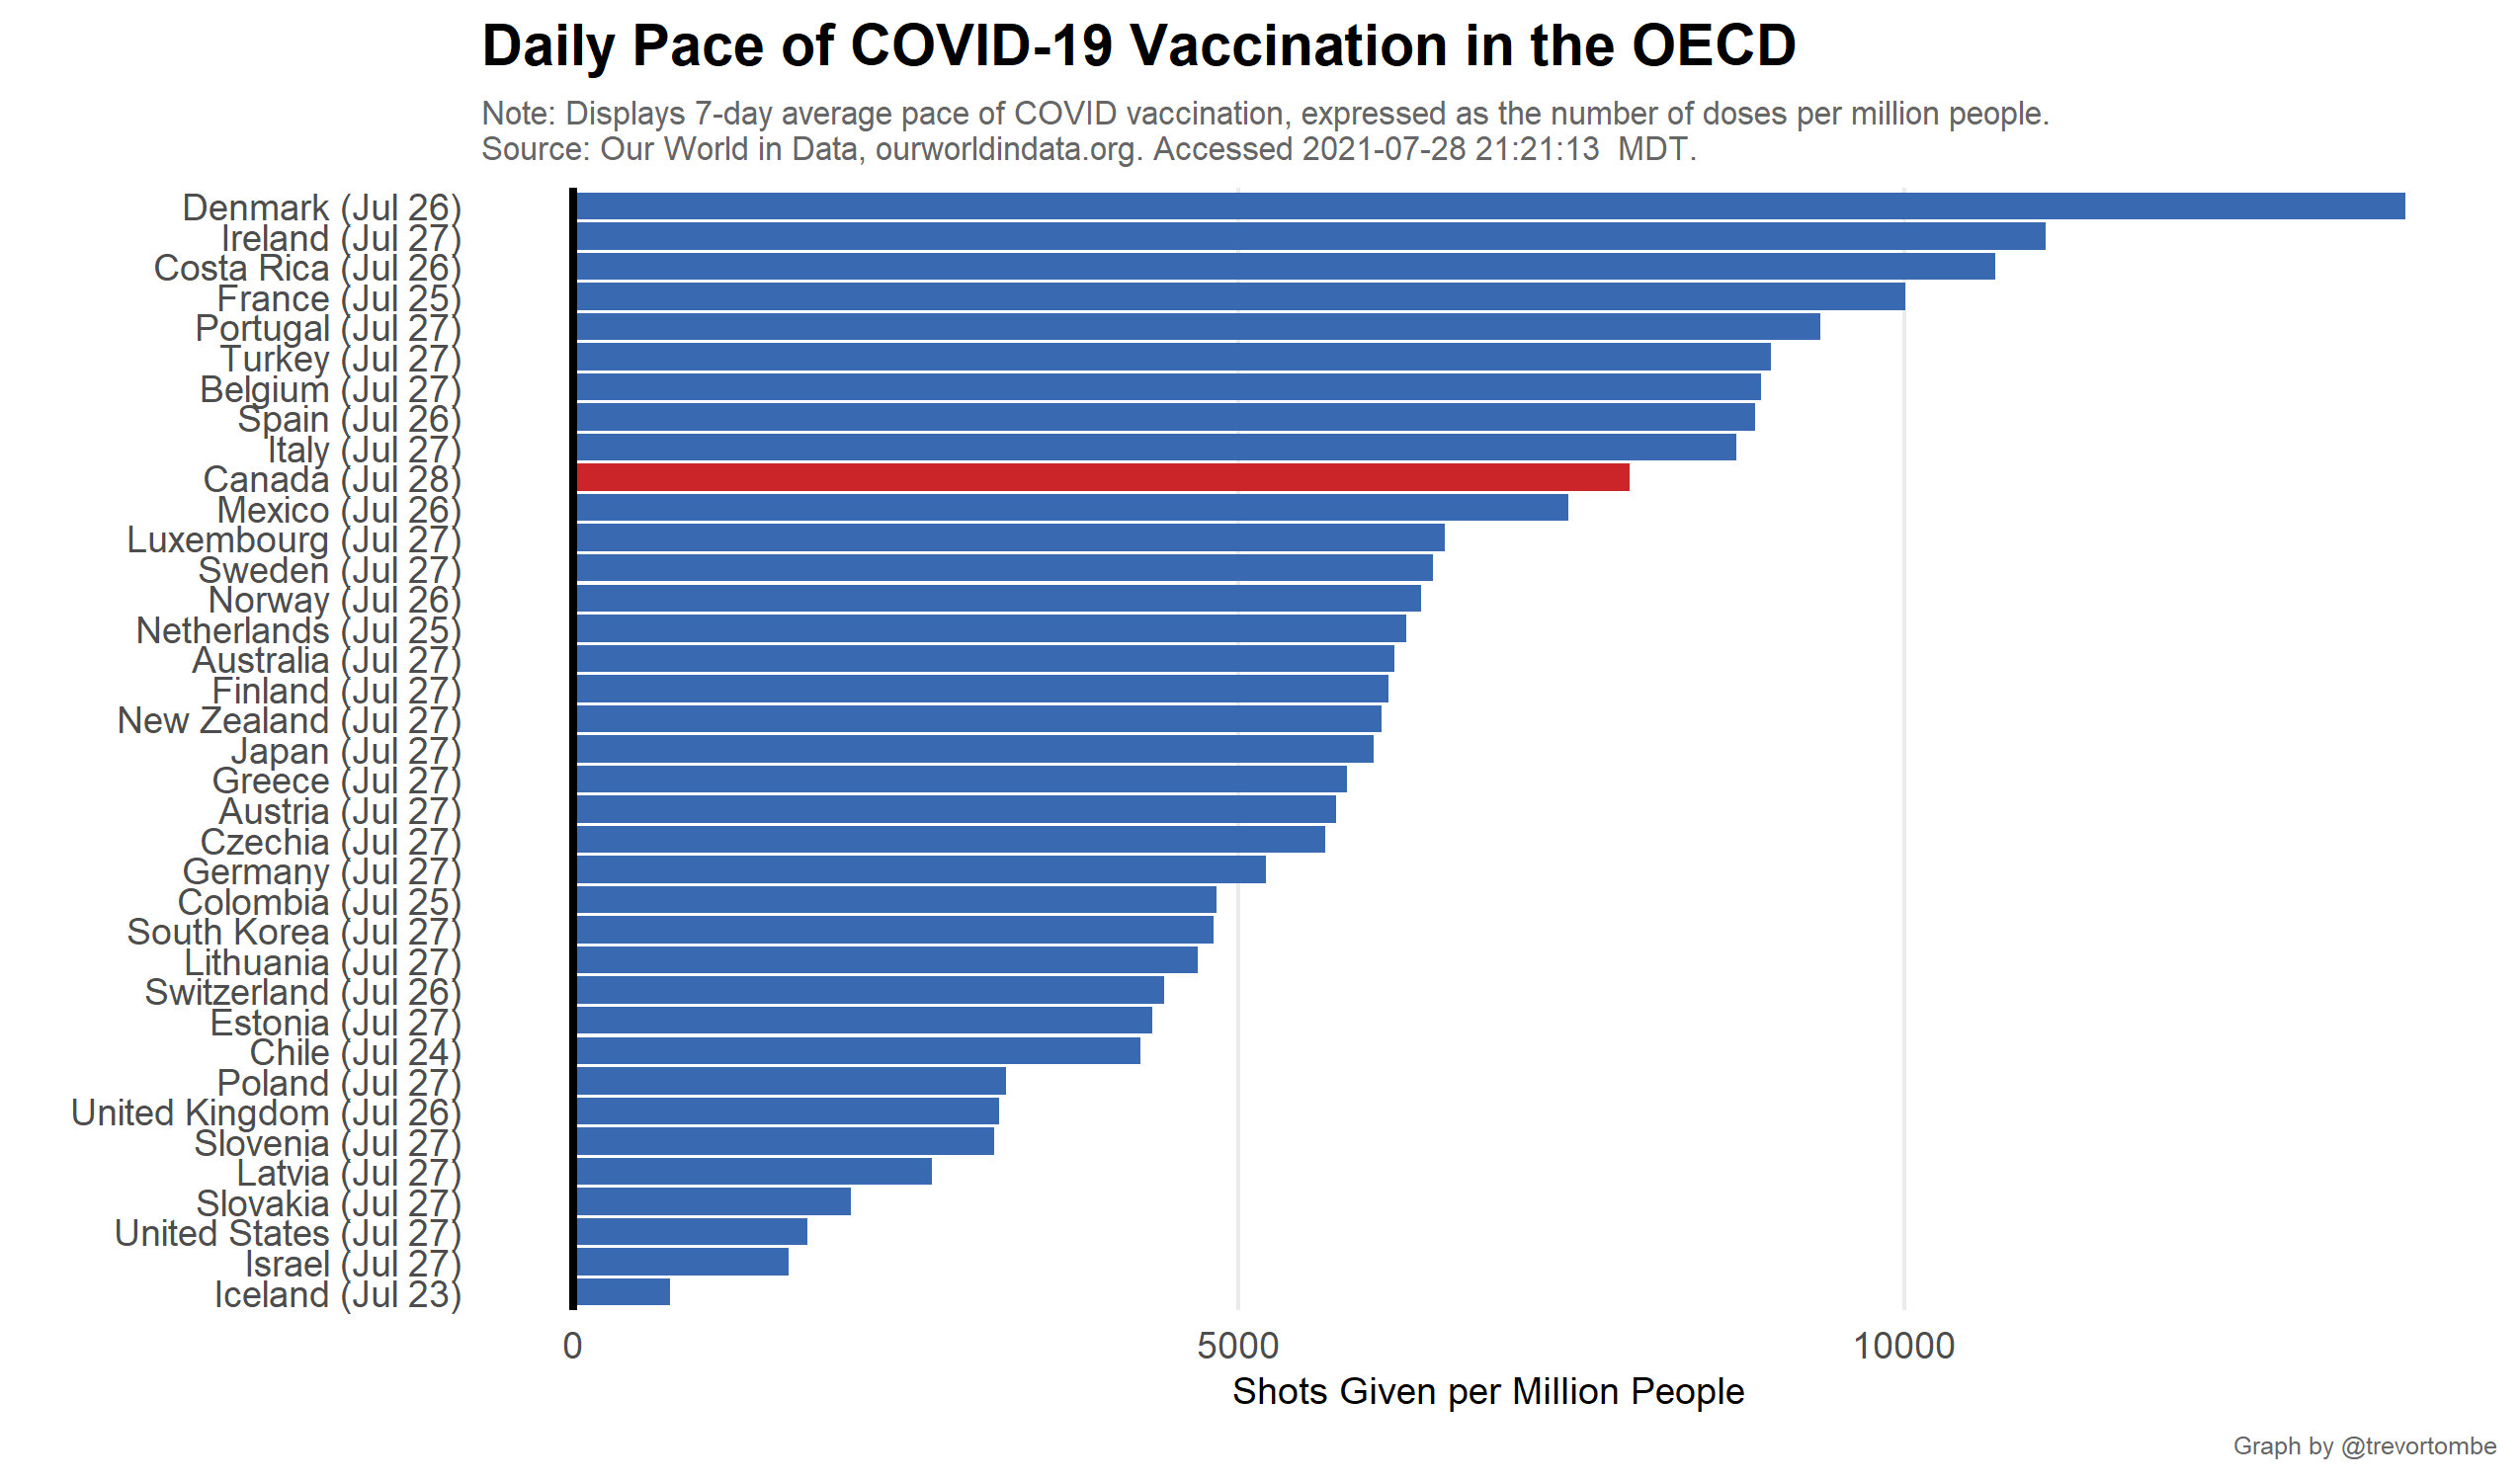 Daily Pace of COVID-19 Vaccination in the OECD
Note: Displays 7-day average pace of COVID vaccination, expressed as the number of doses per million people.
Source: Our World in Data, ourworldindata.org. Accessed 2021-07-28 21:21:13  MDT.
Denmark (Jul 26)
Ireland (Jul 27)
Costa Rica (Jul 26)
France (Jul 25)
Portugal (Jul 27)
Turkey (Jul 27)
Belgium (Jul 27)
Spain (Jul 26)
Italy (Jul 27)
Canada (Jul 28)
Mexico (Jul 26)
Luxembourg (Jul 27)
Sweden (Jul 27)
Norway (Jul 26)
Netherlands (Jul 25)
Australia (Jul 27)
Finland (Jul 27)
New Zealand (Jul 27)
Japan (Jul 27)
Greece (Jul 27)
Austria (Jul 27)
Czechia (Jul 27)
Germany (Jul 27)
Colombia (Jul 25)
South Korea (Jul 27)
Lithuania (Jul 27)
Switzerland (Jul 26)
Estonia (Jul 27)
Chile (Jul 24)
Poland (Jul 27)
United Kingdom (Jul 26)
Slovenia (Jul 27)
Latvia (Jul 27)
Slovakia (Jul 27)
United States (Jul 27)
Israel (Jul 27)
Iceland (Jul 23)
0 5000 10000
Shots Given per Million People
Graph by @trevortombe